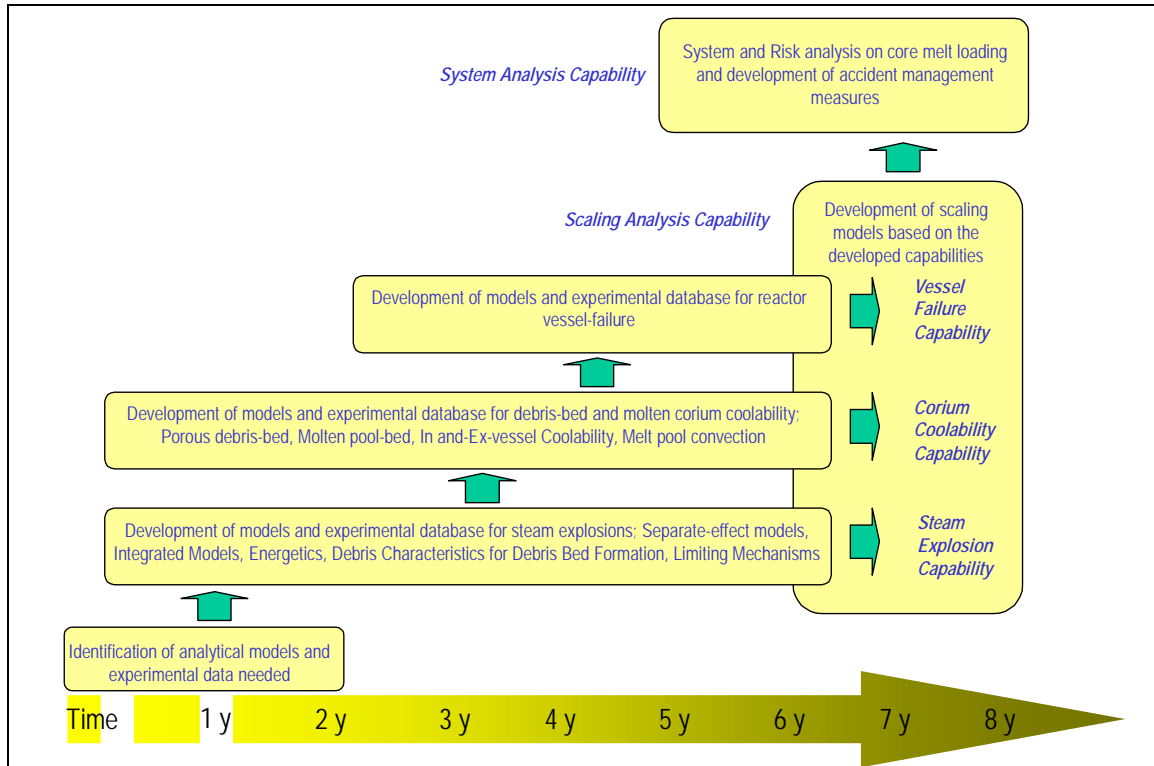 System Analysis Capability
System and Risk analysis on core melt loading
and development of accident management
measures
Scaling Analysis Capability
Development of scaling
models based on the
developed capabilities
Development of models and experimental database for reactor
vessel-failure
Vessel
Failure
Capability
Development of models and experimental database for debris-bed and molten corium coolability;
Porous debris-bed, Molten pool-bed, In and-Ex-vessel Coolability, Melt pool convection
Corium
Coolability
Capability
Development of models and experimental database for steam explosions; Separate-effect models,
Integrated Models, Energetics, Debris Characteristics for Debris Bed Formation, Limiting Mechanisms
Steam
Explosion
Capability
Identification of analytical models and
experimental data needed
Time 1 y 2 y 3 y 4 y 5 y 6 y 7 y 8 y